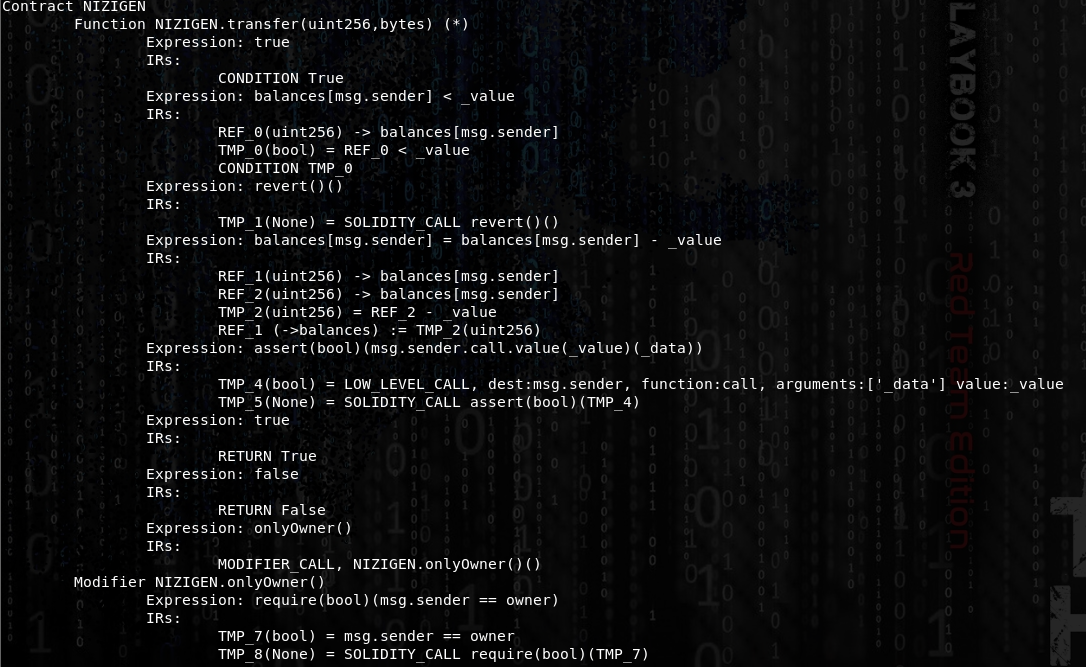 Contract NIZIGEN
Function NIZIGEN.transfer(uint256,bytes) (*)
Expression: true
IRs:
CONDITION True
Expression: balances[msg.sender] < _value
IRs:
REF_0(uint256) -> balances[msg.sender]
TMP_0(bool) = REF_0 < _value
CONDITION TMP_0
Expression: revert()()
IRs:
TMP_1(None) = SOLIDITY_CALL revert()()
Expression: balances[msg.sender] = balances[msg.sender] - _value
IRs:
REF_1(uint256) -> balances[msg.sender]
REF_2(uint256) -> balances[msg.sender]
TMP_2(uint256) = REF_2 - _value
REF_1 (->balances) := TMP_2(uint256)
Expression: assert(bool)(msg.sender.call.value(_value)(_data))
IRs:
TMP_4(bool) = LOW_LEVEL_CALL, dest:msg.sender, function:call, arguments:['_data'] value:_value
TMP_5(None) = SOLIDITY_CALL assert(bool)(TMP_4)
Expression: true
IRs:
RETURN True
Expression: false
IRs:
RETURN False
Expression: onlyOwner()
IRs:
MODIFIER_CALL, NIZIGEN.onlyOwner()()
Modifier NIZIGEN.onlyOwner()
Expression: require(bool)(msg.sender == owner)
IRs:
TMP_7(bool) = msg.sender == owner
TMP_8(None) = SOLIDITY_CALL require(bool)(TMP_7)
LAYBOOK 3
Red Team Edition